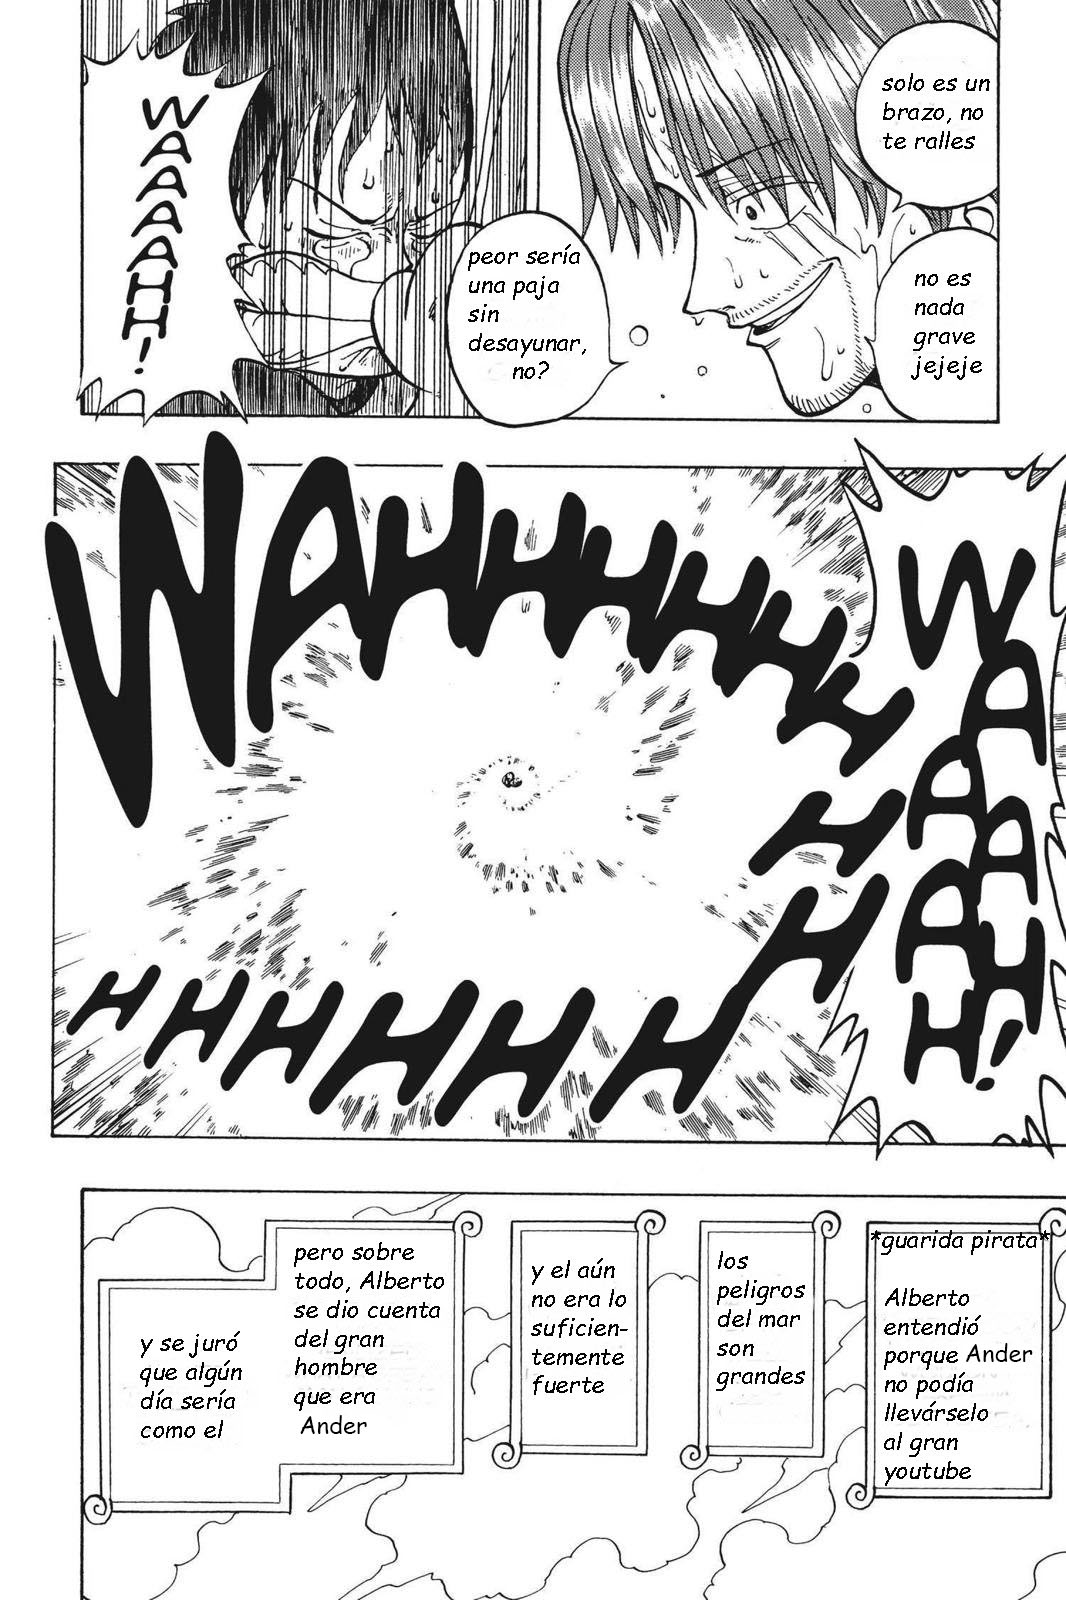 solo es un
brazo, no
te ralles
no es
nada
grave
jejeje
peor sería
una paja
sin
desayunar,
no?
WAAAAHH!
WAHHHHHHHHHHHHHHH
WAAAAAHH!
*guarida pirata*
Alberto
entendió
porque Ander
no podía
llevárselo
al gran
youtube
los
peligros
del mar
son
grandes
y el aún
no era lo
suficien-
temente
fuerte
pero sobre
todo, Alberto
se dio cuenta
del gran
hombre
que era
Ander
y se juró
que algún
día sería
como el